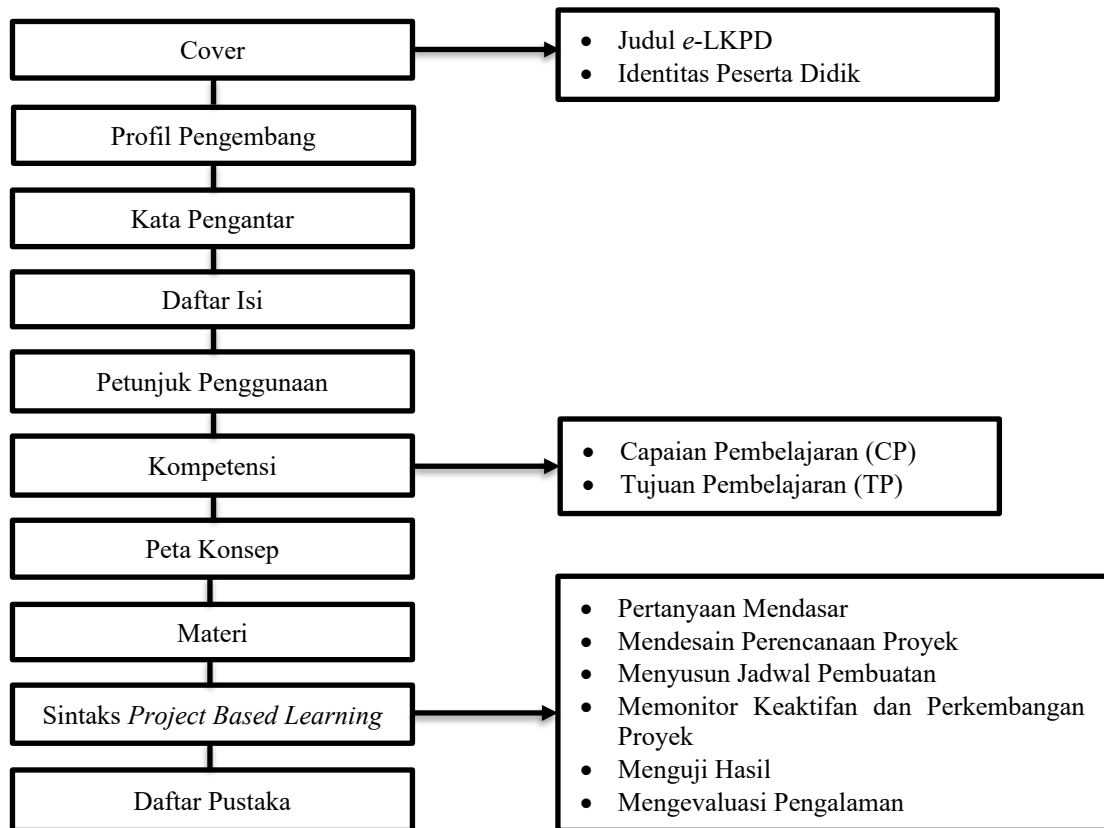 Cover
• Judul e-LKPD
• Identitas Peserta Didik
Profil Pengembang
Kata Pengantar
Daftar Isi
Petunjuk Penggunaan
Kompetensi
• Capaian Pembelajaran (CP)
• Tujuan Pembelajaran (TP)
Peta Konsep
Materi
Sintaks Project Based Learning
• Pertanyaan Mendasar
• Mendesain Perencanaan Proyek
• Menyusun Jadwal Pembuatan
• Memonitor Keaktifan dan Perkembangan
Proyek
• Menguji Hasil
• Mengevaluasi Pengalaman
Daftar Pustaka